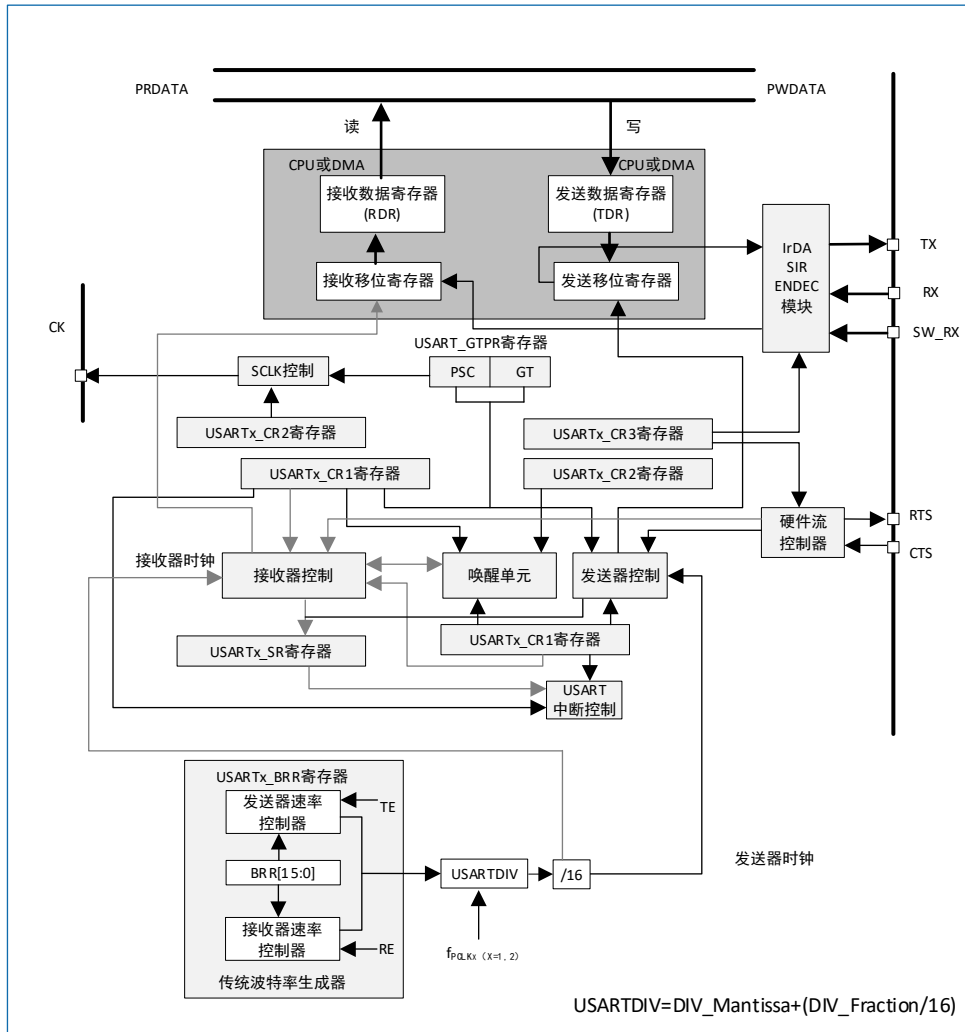 PRDATA
PWDATA
读
写
CPU或DMA
CPU或DMA
接收数据寄存器
(RDR)
发送数据寄存器
(TDR)
接收移位寄存器
发送移位寄存器
IrDA
SIR
ENDEC
模块
TX
RX
SW_RX
CK
USART_GTPR寄存器
SCLK控制
PSC
GT
USARTx_CR2寄存器
USARTx_CR3寄存器
USARTx_CR1寄存器
USARTx_CR2寄存器
硬件流
控制器
RTS
CTS
接收器时钟
接收器控制
唤醒单元
发送器控制
USARTx_SR寄存器
USARTx_CR1寄存器
USART
中断控制
USARTx_BRR寄存器
发送器速率
控制器
TE
BRR[15:0]
USARTDIV
/16
发送器时钟
接收器速率
控制器
RE
fPCLKx（X=1，2）
传统波特率生成器
USARTDIV=DIV_Mantissa+(DIV_Fraction/16)